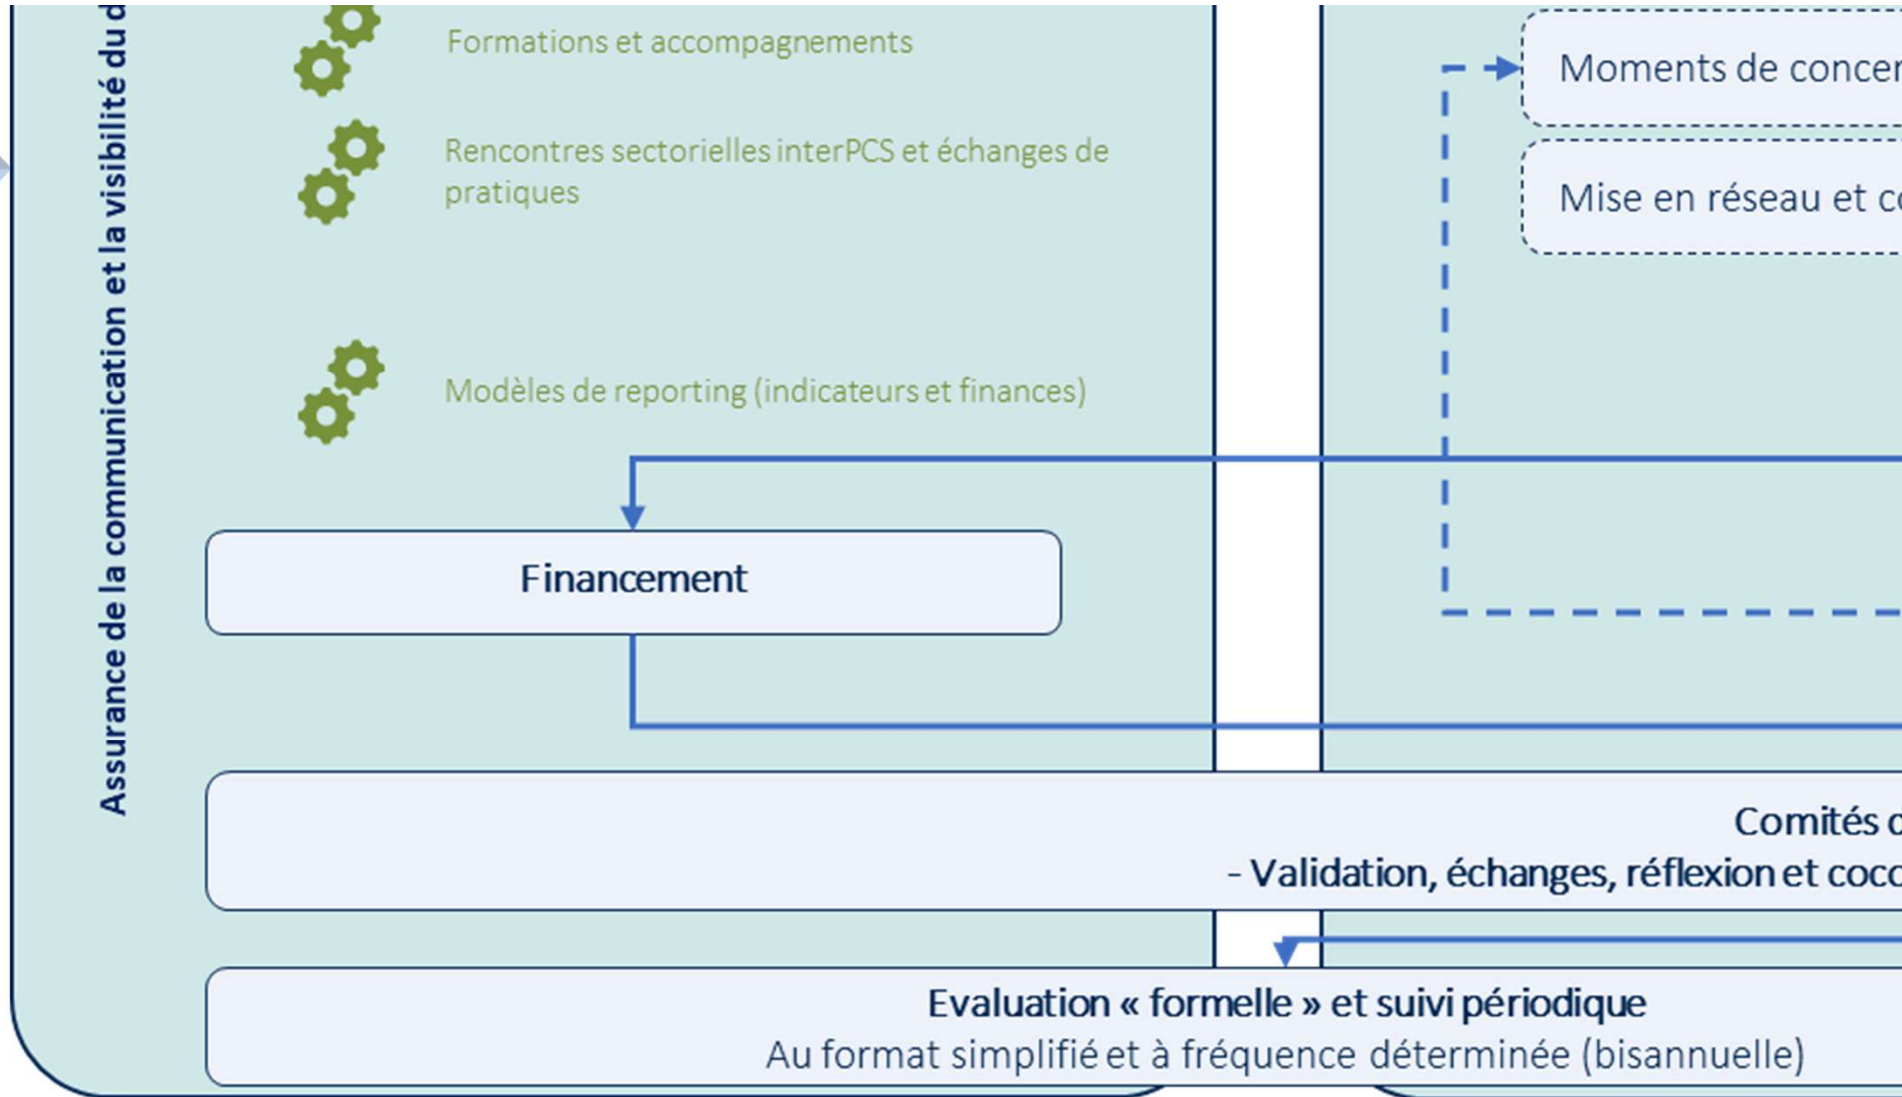 Assurance de la communication et la visibilité du
Formations et accompagnements
Rencontres sectorielles interPCS et échanges de
pratiques
Modèles de reporting (indicateurs et finances)
Financement
Moments de
Mise en réseau et
Comités
- Validation, échanges, réflexion et
Evaluation « formelle » et suivi périodique
Au format simplifié et à fréquence déterminée (bisannuelle)